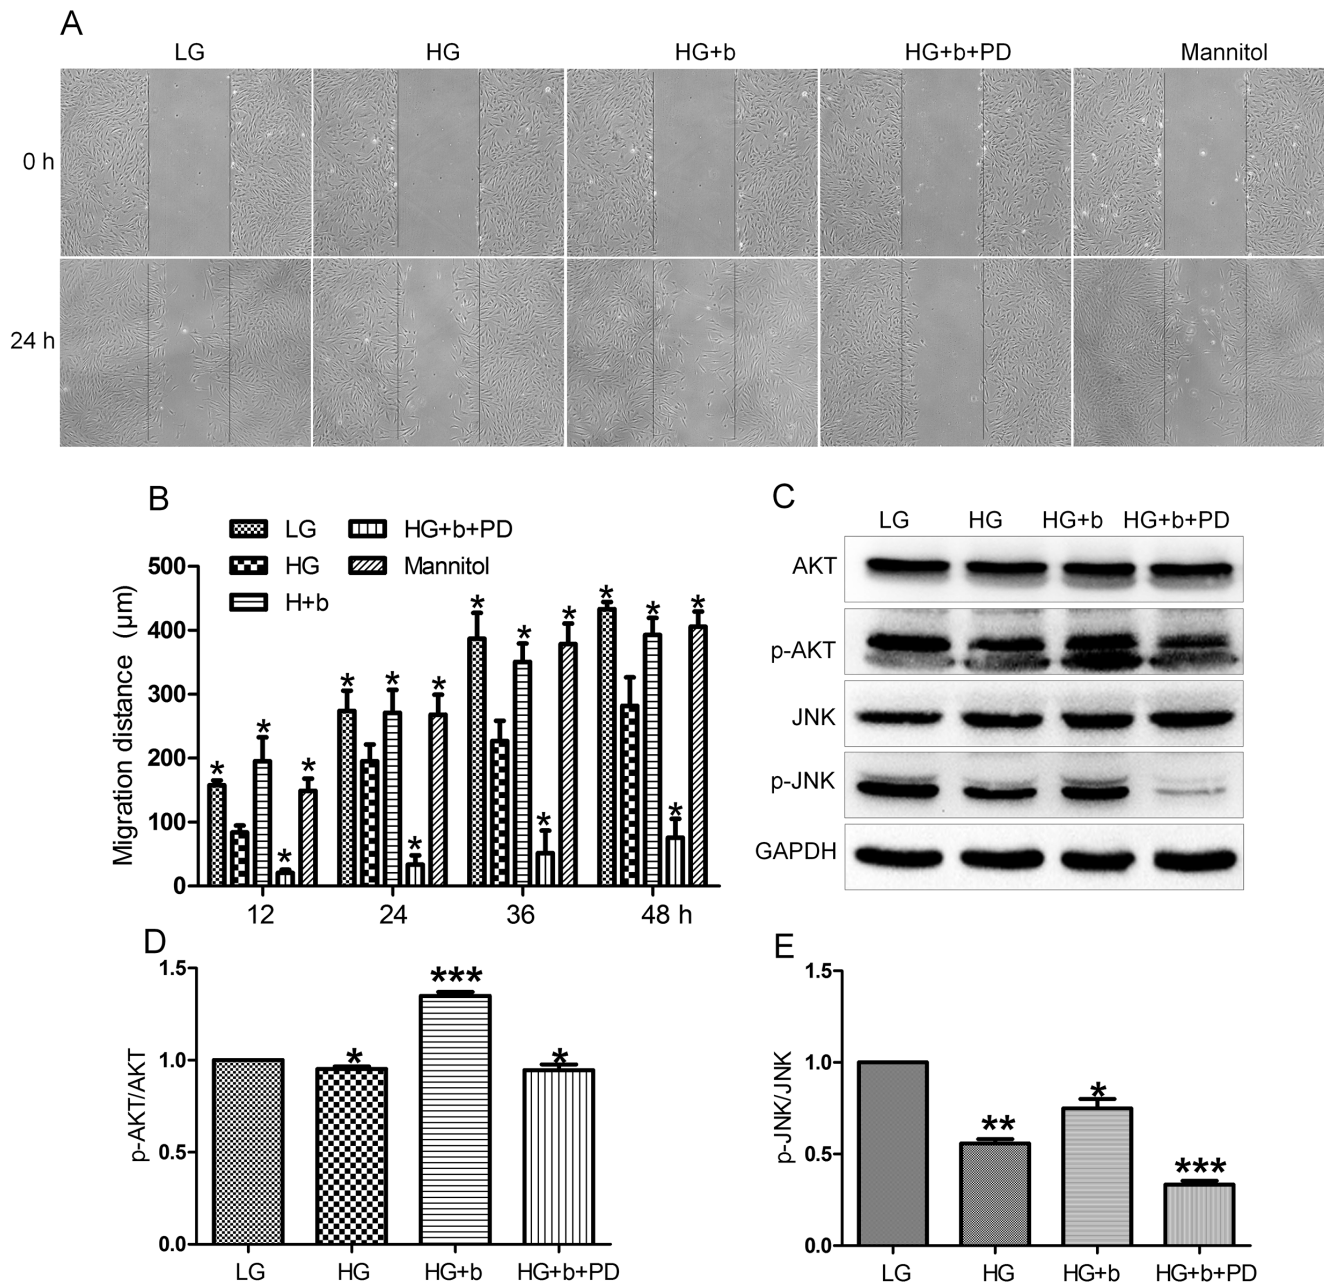 A
LG HG HG+b HG+b+PD Mannitol
0 h
24 h
B
LG HG+b+PD
HG Mannitol
H+b
Migration distance (μm)
500
400
300
200
100
0
* * * *
* * * *
* * * *
* * * *
12 24 36 48 h
C
LG HG HG+b HG+b+PD
AKT
p-AKT
JNK
p-JNK
GAPDH
D
p-AKT/AKT
1.5
1.0
0.5
0.0
* *** *
LG HG HG+b HG+b+PD
E
p-JNK/JNK
1.5
1.0
0.5
0.0
** * ***
LG HG HG+b HG+b+PD